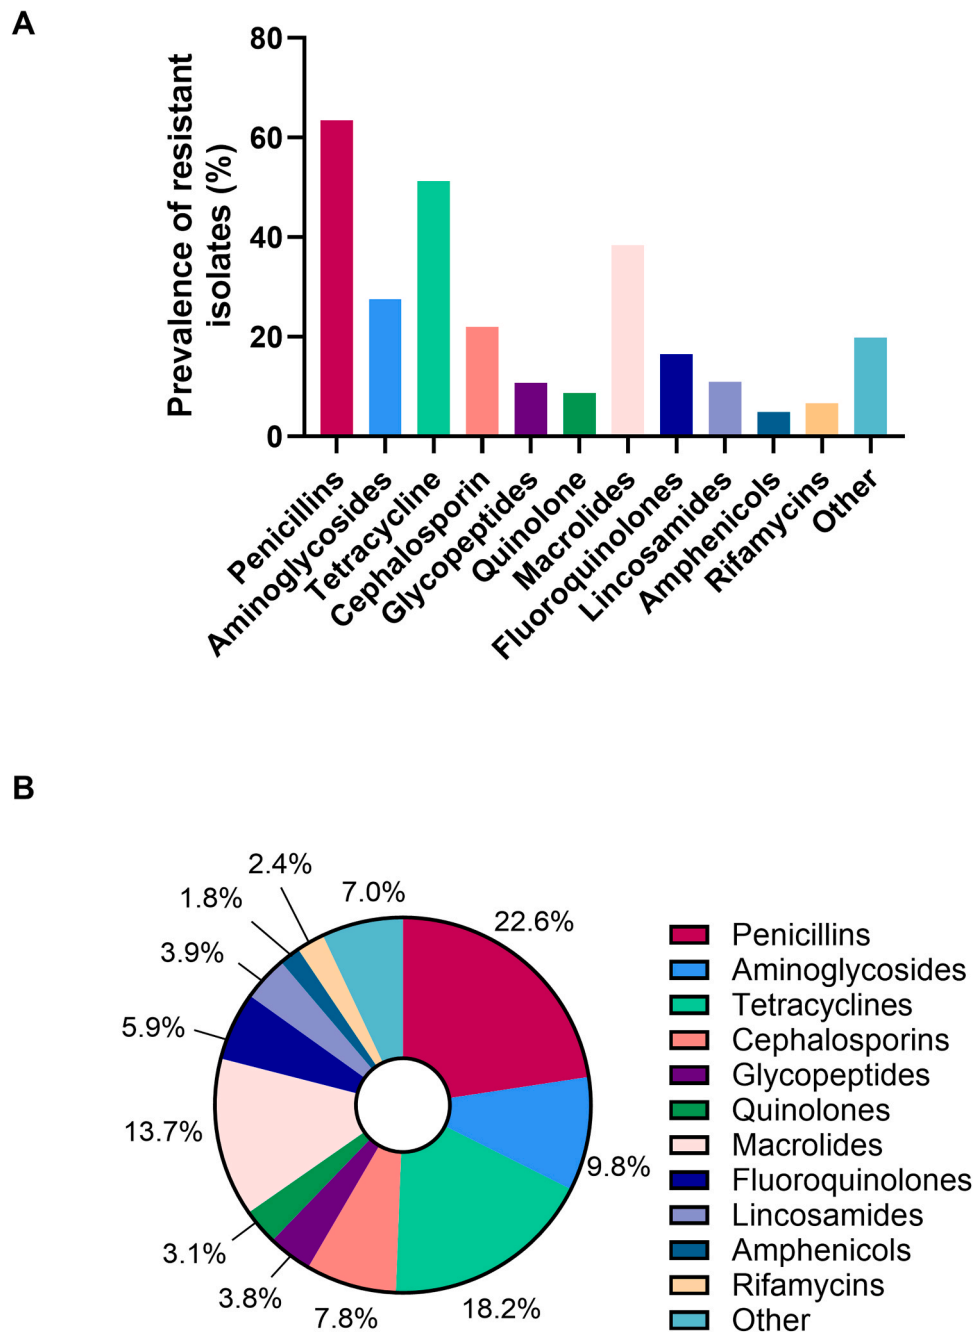 A
Prevalence of resistant
isolates (%)
80
60
40
20
0
Penicillins
Aminoglycosides
Tetracycline
Cephalosporin
Glycopeptides
Quinolone
Macrolides
Fluoroquinolones
Lincosamides
Amphenicols
Rifamycins
Other
B
22.6%
9.8%
18.2%
7.8%
3.8%
3.1%
13.7%
5.9%
3.9%
1.8%
2.4%
7.0%
Penicillins
Aminoglycosides
Tetracyclines
Cephalosporins
Glycopeptides
Quinolones
Macrolides
Fluoroquinolones
Lincosamides
Amphenicols
Rifamycins
Other